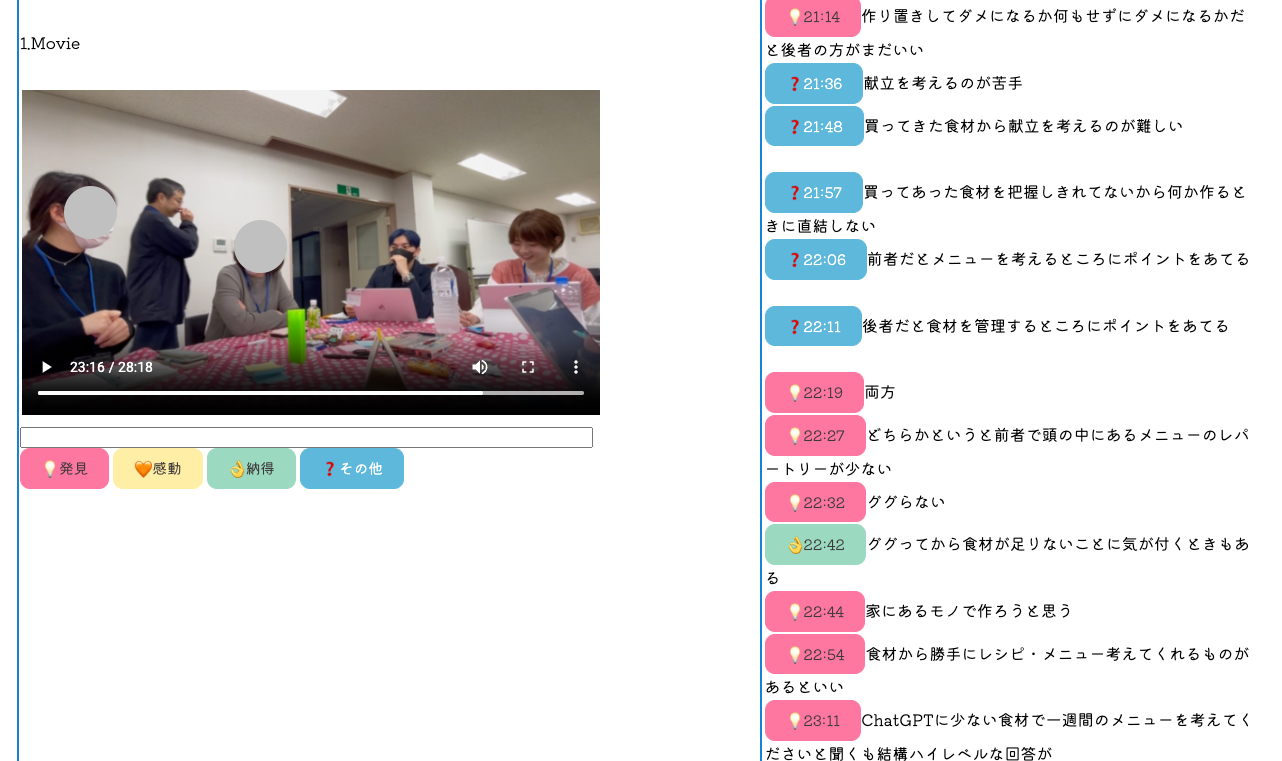 1.Movie
23:16 / 28:18
💡発見 🧡感動 👌納得 ❓その他
💡21:14 作り置きしてダメになるか何もせずにダメになるかだ
と後者の方がまだいい
❓21:36 献立を考えるのが苦手
❓21:48 買ってきた食材から献立を考えるのが難しい
❓21:57 買ってあった食材を把握しきれてないから何か作ると
きに直結しない
❓22:06 前者だとメニューを考えるところにポイントをあてる
❓22:11 後者だと食材を管理するところにポイントをあてる
💡22:19 両方
💡22:27 どちらかというと前者で頭の中にあるメニューのレパ
ートリーが少ない
💡22:32 ググらない
👌22:42 ググってから食材が足りないことに気が付くときもあ
る
💡22:44 家にあるモノで作ろうと思う
💡22:54 食材から勝手にレシピ・メニュー考えてくれるものが
あるといい
💡23:11 ChatGPTに少ない食材で一週間のメニューを考えてく
ださいと聞くも結構ハイレベルな回答が